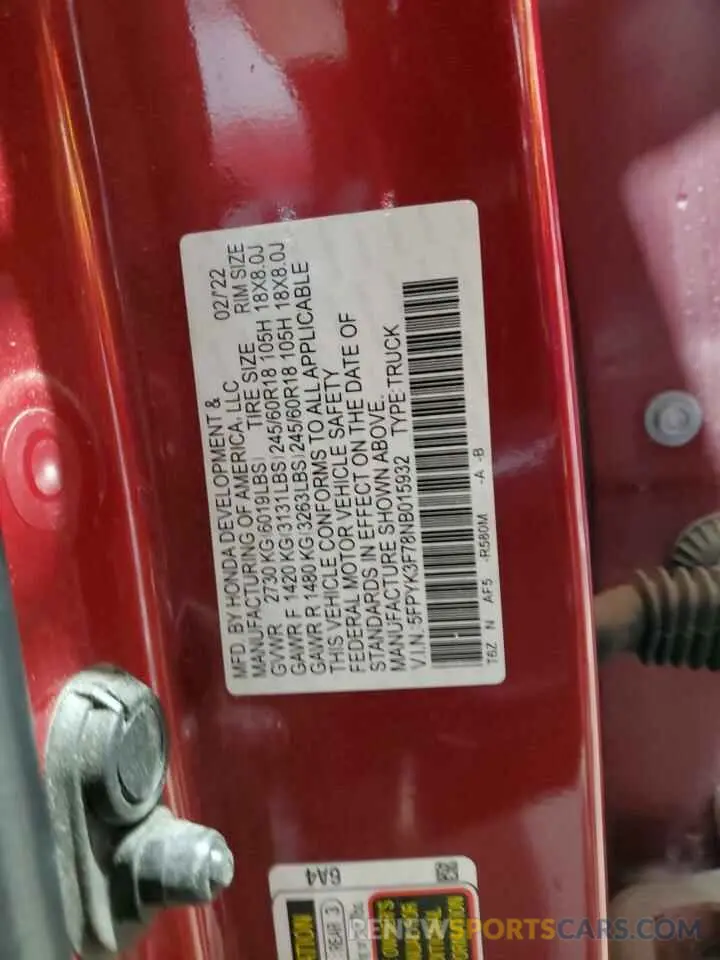 MFD. BY HONDA DEVELOPMENT &
MANUFACTURING OF AMERICA, LLC 02/'22
GVWR 2730 KG(6019LBS) TIRE SIZE RIM SIZE
GAWR F 1420 KG(3131LBS)245/60R18 105H 18X8.0J
GAWR R 1480 KG(3263LBS)245/60R18 105H 18X8.0J
THIS VEHICLE CONFORMS TO ALL APPLICABLE
FEDERAL MOTOR VEHICLE SAFETY
STANDARDS IN EFFECT ON THE DATE OF
MANUFACTURE SHOWN ABOVE.
V.I.N. 5FPYK3F78NB015932 TYPE:TRUCK
T6Z N AF5 -R580M -A -B
REAR 3
RENEWSPORTSCARS.COM